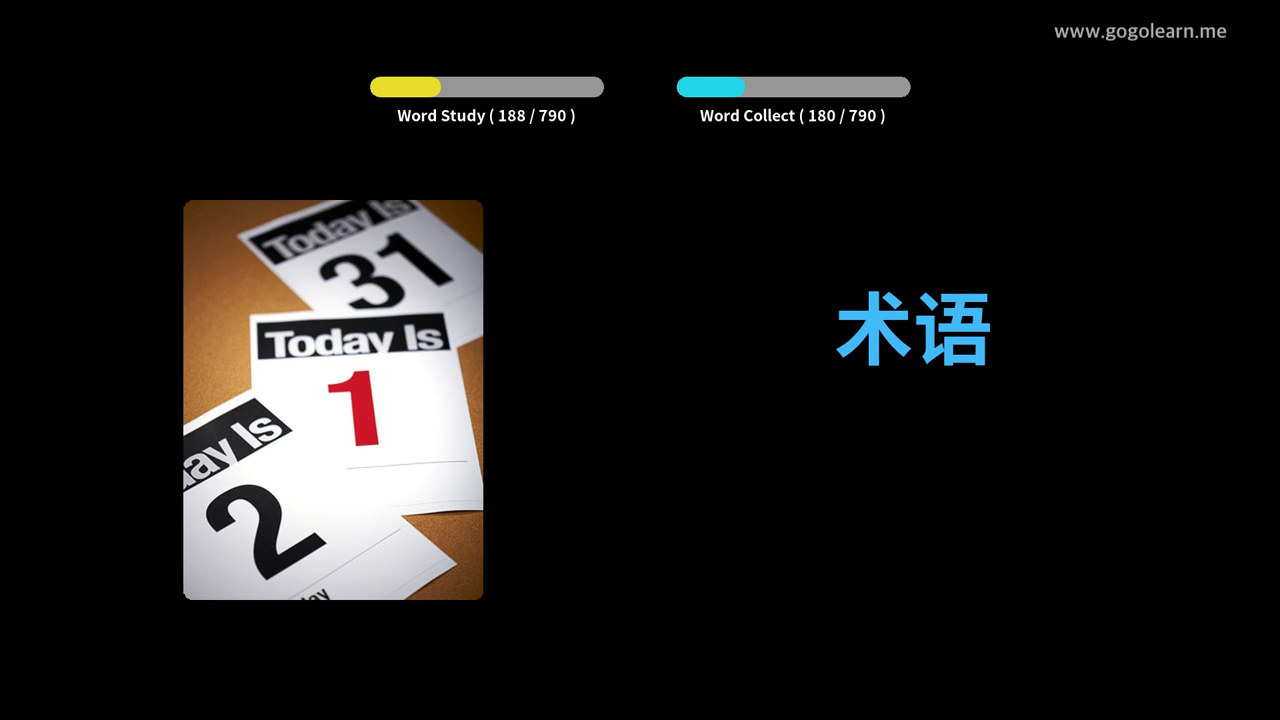 www.gogolearn.me
Word Study ( 188 / 790 )
Word Collect ( 180 / 790 )
Today Is
31
Today Is
1
ay Is
2
ay
术语